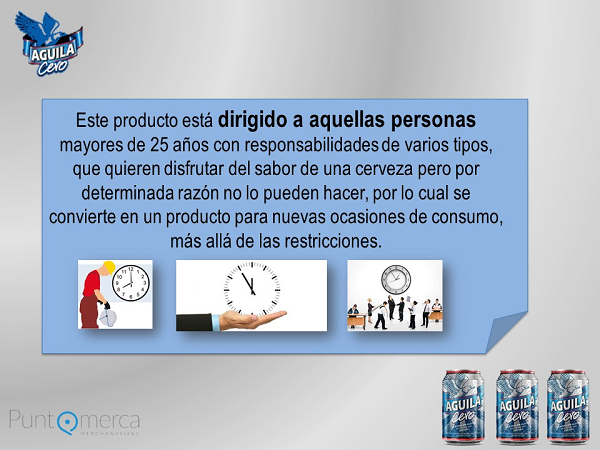 AGUILA
Cero
Este producto está dirigido a aquellas personas
mayores de 25 años con responsabilidades de varios tipos,
que quieren disfrutar del sabor de una cerveza pero por
determinada razón no lo pueden hacer, por lo cual se
convierte en un producto para nuevas ocasiones de consumo,
más allá de las restricciones.
AGUILA
Cero
AGUILA
Cero
AGUILA
Cero
Puntomerca
MERCHANDISING